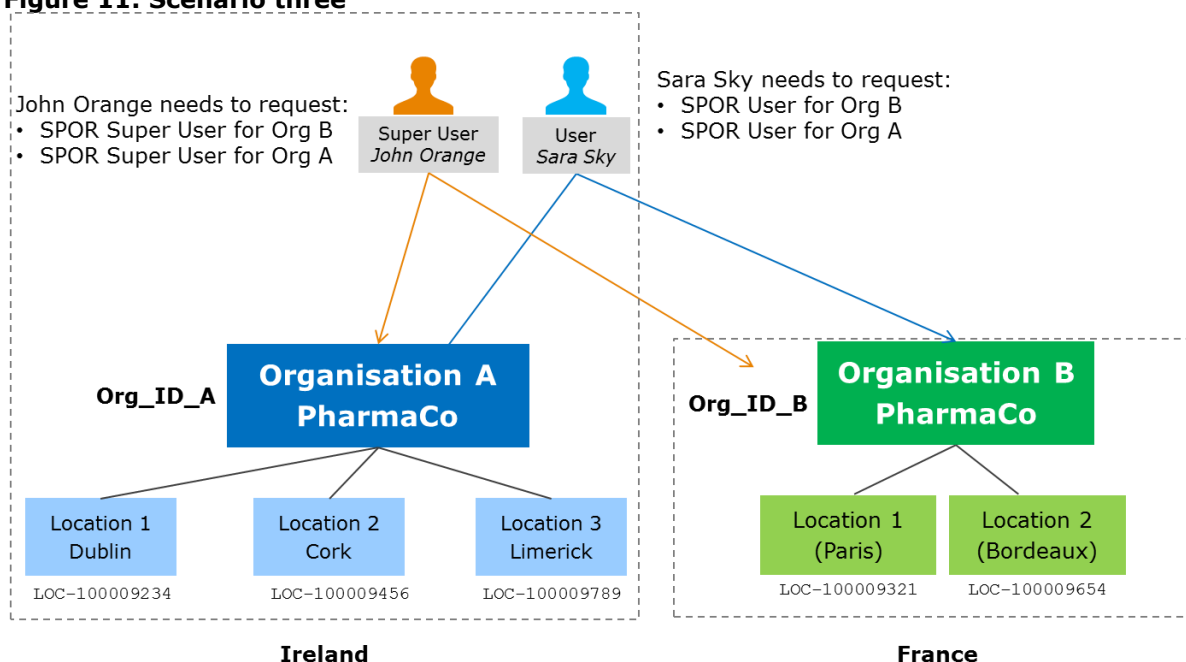 Figure 11: Scenario three
John Orange needs to request:
• SPOR Super User for Org B
• SPOR Super User for Org A
Super User
John Orange
User
Sara Sky
Sara Sky needs to request:
• SPOR User for Org B
• SPOR User for Org A
Org_ID_A
Organisation A
PharmaCo
Org_ID_B
Organisation B
PharmaCo
Location 1
Dublin
LOC-100009234
Location 2
Cork
LOC-100009456
Location 3
Limerick
LOC-100009789
Location 1
(Paris)
LOC-100009321
Location 2
(Bordeaux)
LOC-100009654
Ireland
France